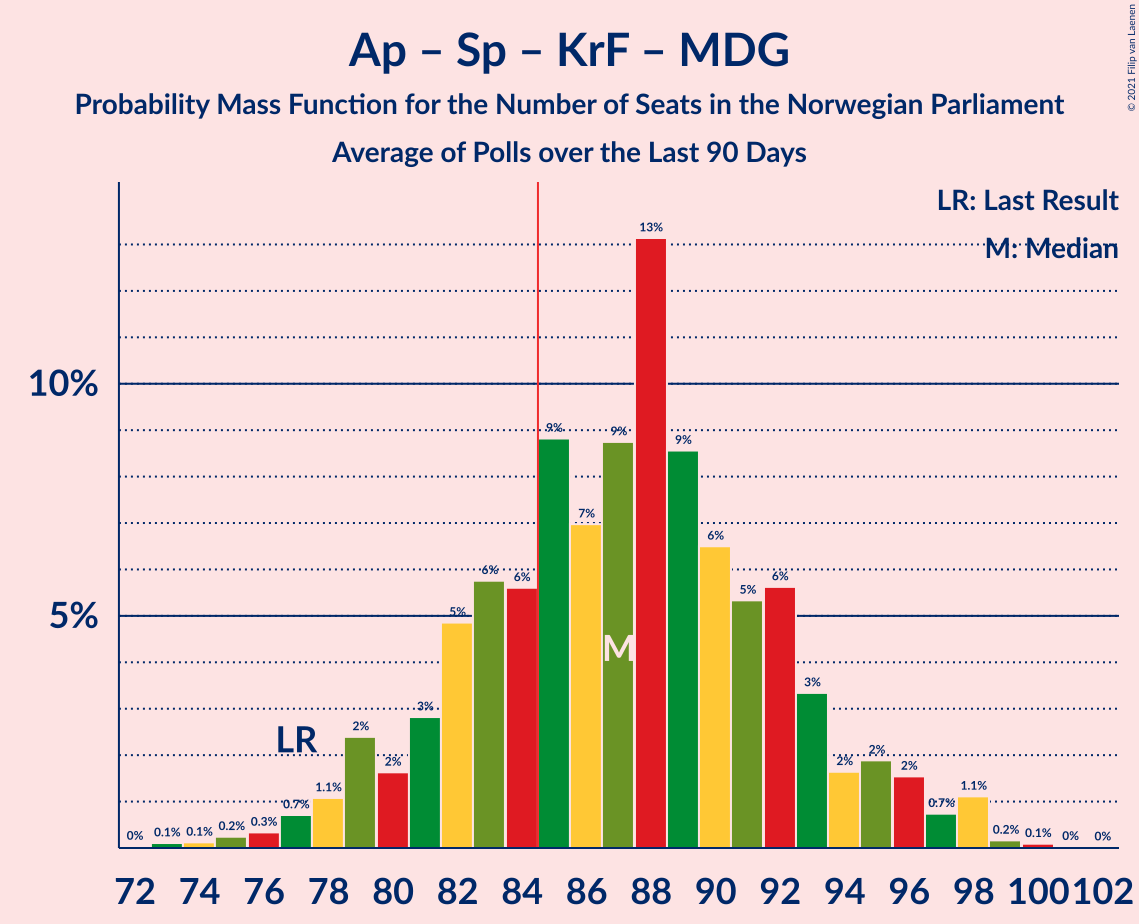 Ap – Sp – KrF – MDG
Probability Mass Function for the Number of Seats in the Norwegian Parliament
Average of Polls over the Last 90 Days
© 2021 Filip van Laenen
LR: Last Result
M: Median
10%
5%
0% 0.1% 0.1% 0.2% 0.3% 0.7% 1.1% 2% 2% 3% 5% 6% 6% 9% 7% 9% 13% 9% 6% 5% 6% 3% 2% 2% 2% 0.7% 1.1% 0.2% 0.1% 0% 0%
LR
M
72 74 76 78 80 82 84 86 88 90 92 94 96 98 100 102